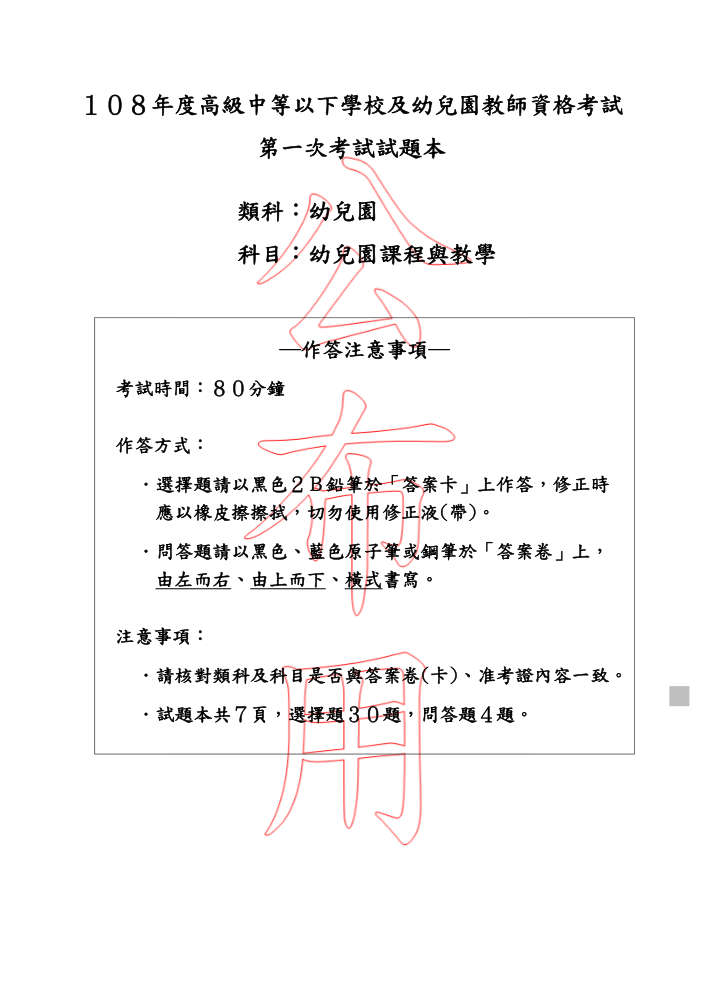 108年度高級中等以下學校及幼兒園教師資格考試
第一次考試試題本
類科：幼兒園
科目：幼兒園課程與教學
—作答注意事項—
考試時間：80分鐘
作答方式：
．選擇題請以黑色2B鉛筆於「答案卡」上作答，修正時
應以橡皮擦擦拭，切勿使用修正液(帶)。
．問答題請以黑色、藍色原子筆或鋼筆於「答案卷」上，
由左而右、由上而下、橫式書寫。
注意事項：
．請核對類科及科目是否與答案卷(卡)、准考證內容一致。
．試題本共7頁，選擇題30題，問答題4題。
公布用